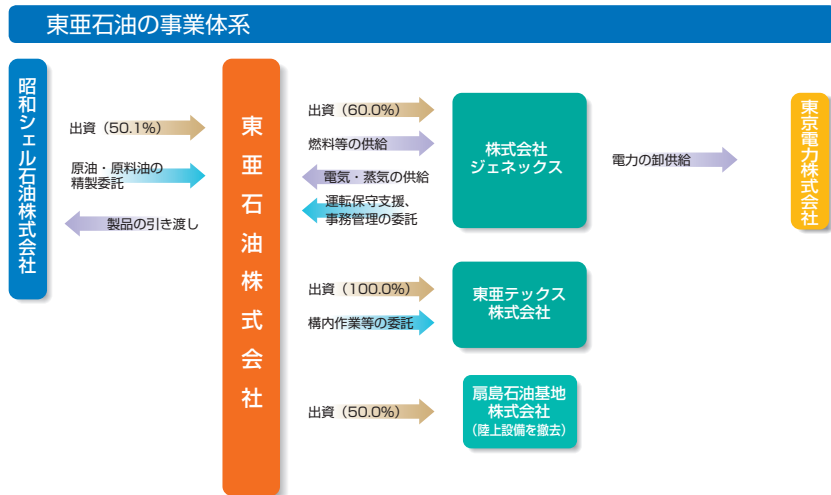 東亜石油の事業体系
昭和シェル石油株式会社
出資（50.1%）
原油・原料油の
精製委託
製品の引き渡し
東亜石油株式会社
出資（60.0%）
燃料等の供給
電気・蒸気の供給
運転保守支援、
事務管理の委託
株式会社
ジェネックス
電力の卸供給
東京電力株式会社
出資（100.0%）
構内作業等の委託
東亜テックス
株式会社
出資（50.0%）
扇島石油基地
株式会社
（陸上設備を撤去）